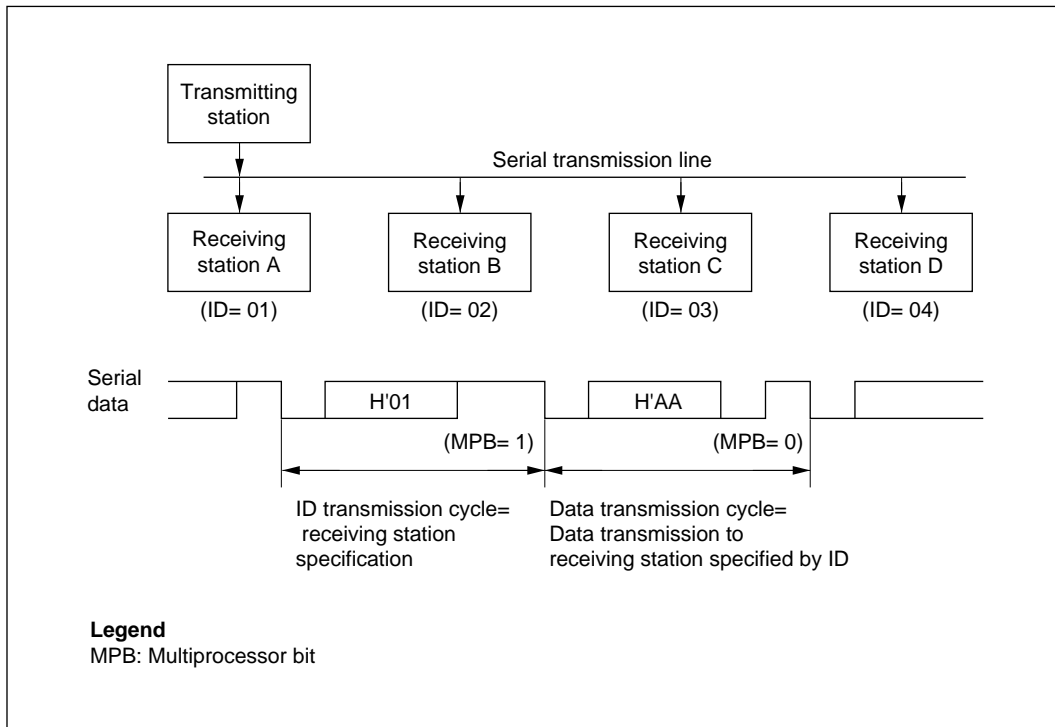 Transmitting
station
Serial transmission line
Receiving
station A
Receiving
station B
Receiving
station C
Receiving
station D
(ID= 01)
(ID= 02)
(ID= 03)
(ID= 04)
Serial
data
H'01
H'AA
(MPB= 1)
(MPB= 0)
ID transmission cycle=
receiving station
specification
Data transmission cycle=
Data transmission to
receiving station specified by ID
Legend
MPB: Multiprocessor bit